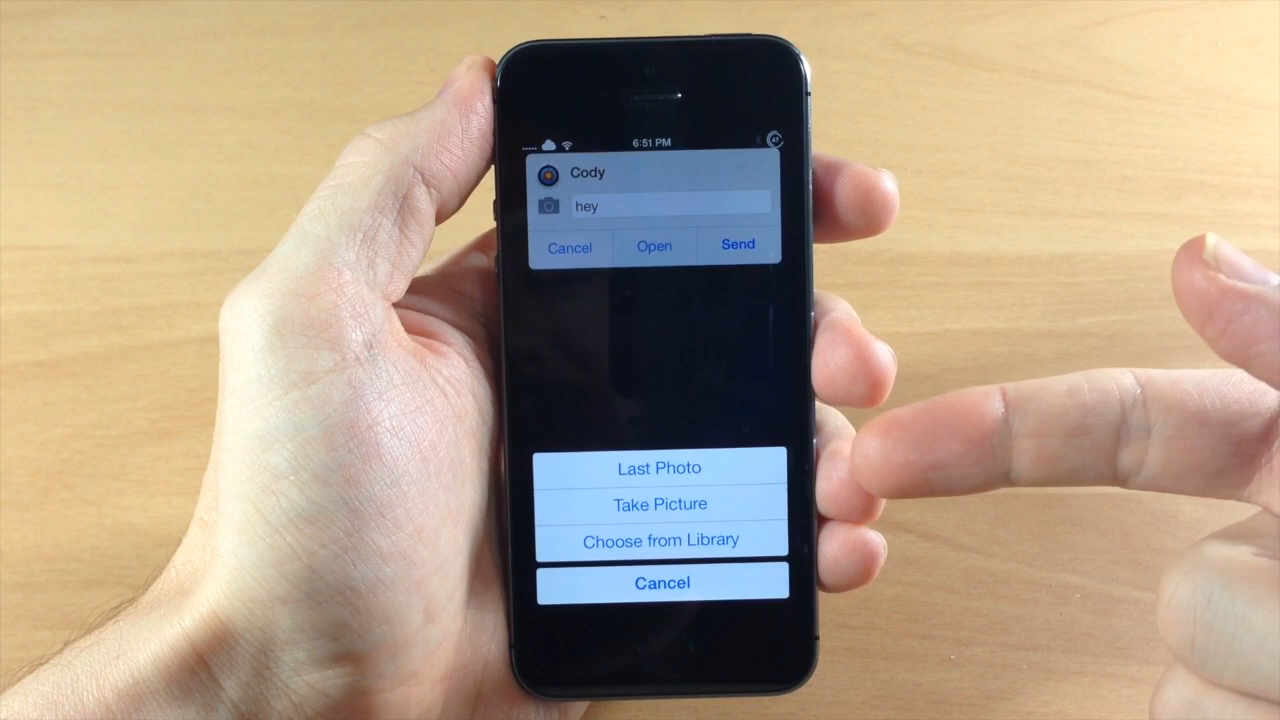 6:51 PM
Cody
hey
Cancel Open Send
Last Photo
Take Picture
Choose from Library
Cancel